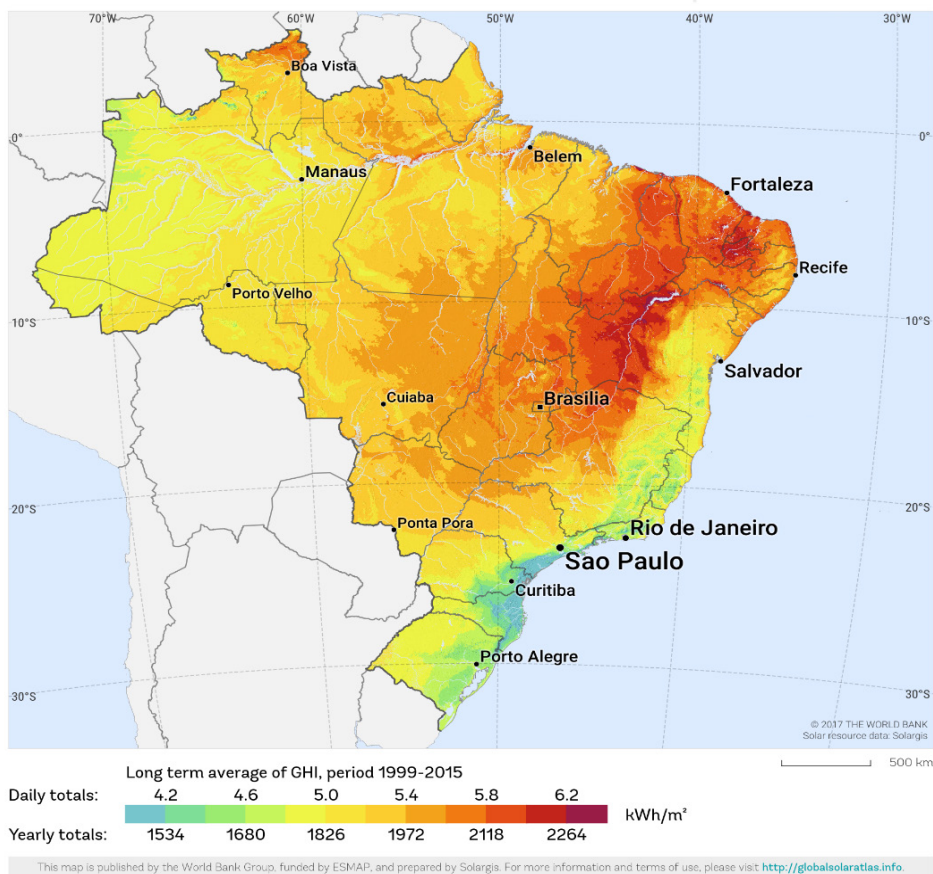 70°W 60°W 50°W 40°W 30°W
Boa Vista
0° 0°
Belem
Manaus
Fortaleza
Recife
Porto Velho
10°S 10°S
Salvador
Cuiaba
Brasilia
20°S 20°S
Ponta Pora
Rio de Janeiro
Sao Paulo
Curitiba
Porto Alegre
30°S 30°S
© 2017 THE WORLD BANK
Solar resource data: Solargis
500 km
Long term average of GHI, period 1999-2015
Daily totals: 4.2 4.6 5.0 5.4 5.8 6.2
kWh/m²
Yearly totals: 1534 1680 1826 1972 2118 2264
This map is published by the World Bank Group, funded by ESMAP, and prepared by Solargis. For more information and terms of use, please visit http://globalsolaratlas.info.